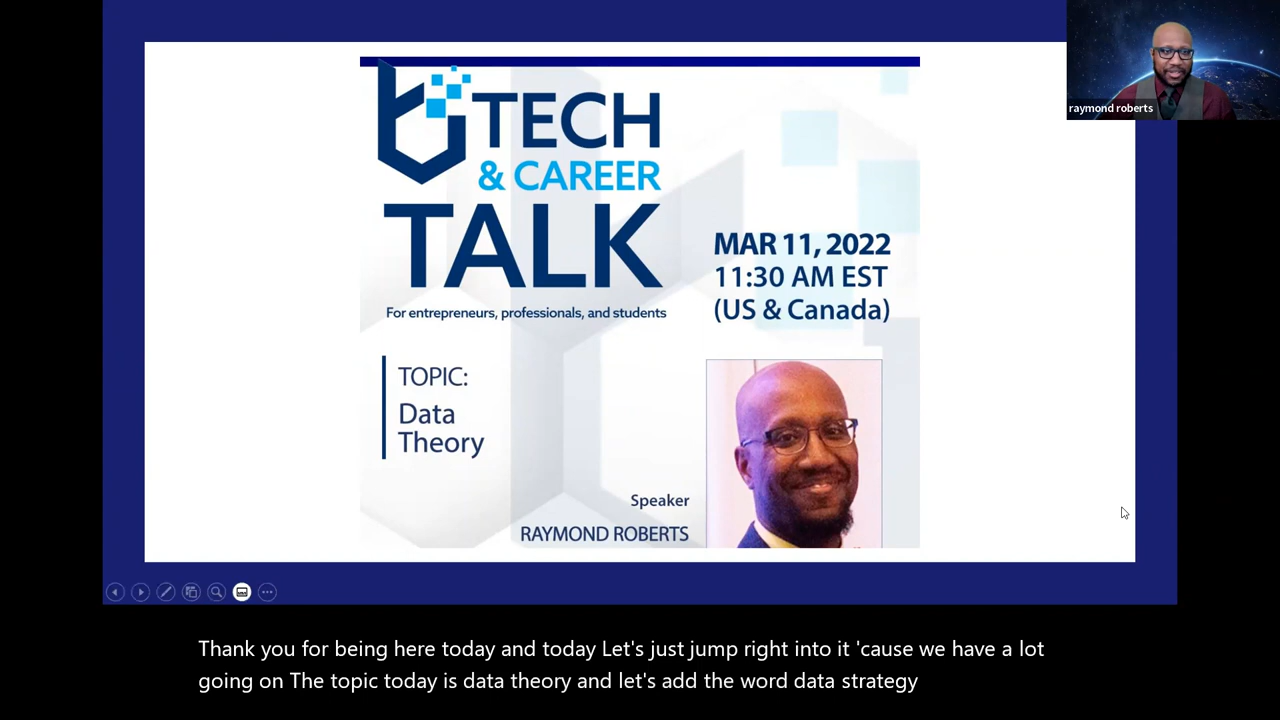 TECH
& CAREER
TALK
For entrepreneurs, professionals, and students
MAR 11, 2022
11:30 AM EST
(US & Canada)
TOPIC:
Data
Theory
Speaker
RAYMOND ROBERTS
raymond roberts
Thank you for being here today and today Let's just jump right into it 'cause we have a lot
going on The topic today is data theory and let's add the word data strategy